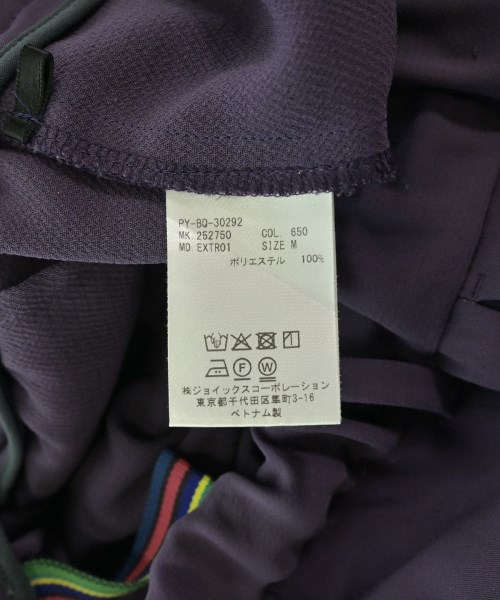 PY-BQ-30292
MK. 252750 COL. 650
MD. EXTR01 SIZE M
ポリエステル 100%
F W
株ジョイックスコーポレーション
東京都千代田区隼町3-16
ベトナム製